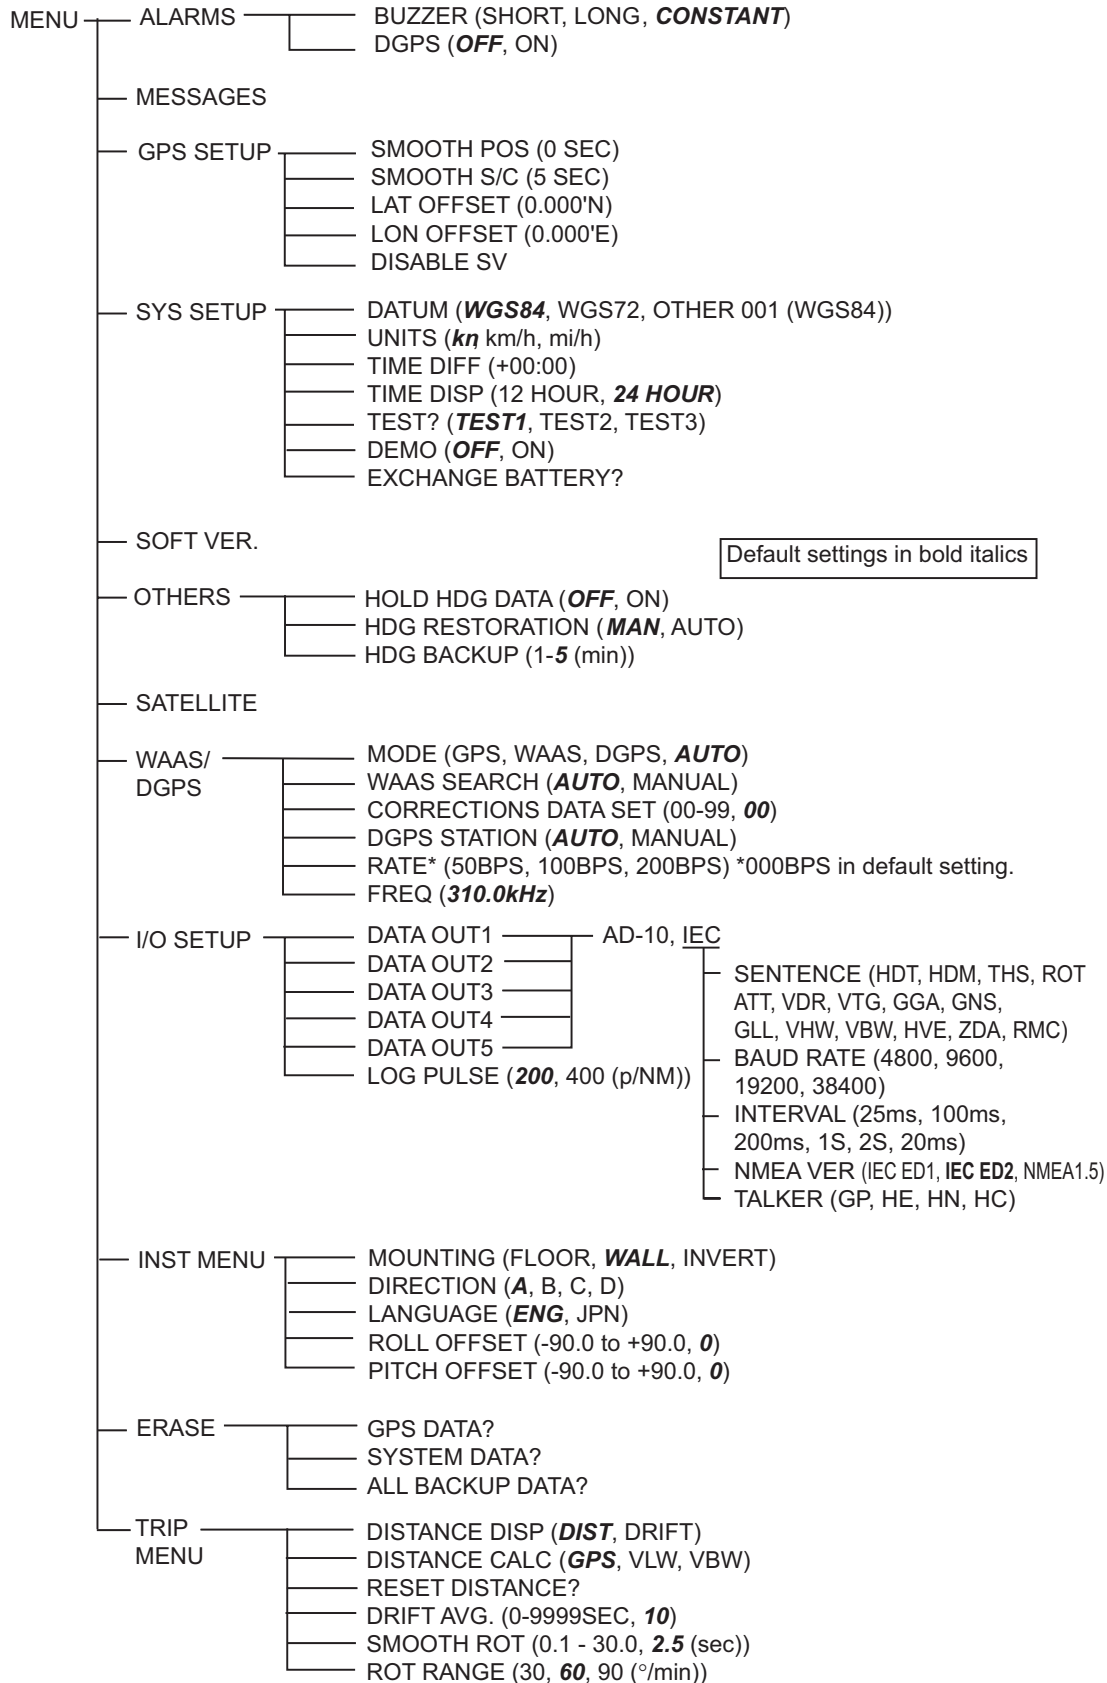 MENU
ALARMS
BUZZER (SHORT, LONG, CONSTANT)
DGPS (OFF, ON)
MESSAGES
GPS SETUP
SMOOTH POS (0 SEC)
SMOOTH S/C (5 SEC)
LAT OFFSET (0.000'N)
LON OFFSET (0.000'E)
DISABLE SV
SYS SETUP
DATUM (WGS84, WGS72, OTHER 001 (WGS84))
UNITS (kn, km/h, mi/h)
TIME DIFF (+00:00)
TIME DISP (12 HOUR, 24 HOUR)
TEST? (TEST1, TEST2, TEST3)
DEMO (OFF, ON)
EXCHANGE BATTERY?
SOFT VER.
Default settings in bold italics
OTHERS
HOLD HDG DATA (OFF, ON)
HDG RESTORATION (MAN, AUTO)
HDG BACKUP (1-5 (min))
SATELLITE
WAAS/
DGPS
MODE (GPS, WAAS, DGPS, AUTO)
WAAS SEARCH (AUTO, MANUAL)
CORRECTIONS DATA SET (00-99, 00)
DGPS STATION (AUTO, MANUAL)
RATE* (50BPS, 100BPS, 200BPS) *000BPS in default setting.
FREQ (310.0kHz)
I/O SETUP
DATA OUT1
DATA OUT2
DATA OUT3
DATA OUT4
DATA OUT5
LOG PULSE (200, 400 (p/NM))
AD-10, IEC
SENTENCE (HDT, HDM, THS, ROT
ATT, VDR, VTG, GGA, GNS,
GLL, VHW, VBW, HVE, ZDA, RMC)
BAUD RATE (4800, 9600,
19200, 38400)
INTERVAL (25ms, 100ms,
200ms, 1S, 2S, 20ms)
NMEA VER (IEC ED1, IEC ED2, NMEA1.5)
TALKER (GP, HE, HN, HC)
INST MENU
MOUNTING (FLOOR, WALL, INVERT)
DIRECTION (A, B, C, D)
LANGUAGE (ENG, JPN)
ROLL OFFSET (-90.0 to +90.0, 0)
PITCH OFFSET (-90.0 to +90.0, 0)
ERASE
GPS DATA?
SYSTEM DATA?
ALL BACKUP DATA?
TRIP
MENU
DISTANCE DISP (DIST, DRIFT)
DISTANCE CALC (GPS, VLW, VBW)
RESET DISTANCE?
DRIFT AVG. (0-9999SEC, 10)
SMOOTH ROT (0.1 - 30.0, 2.5 (sec))
ROT RANGE (30, 60, 90 (°/min))